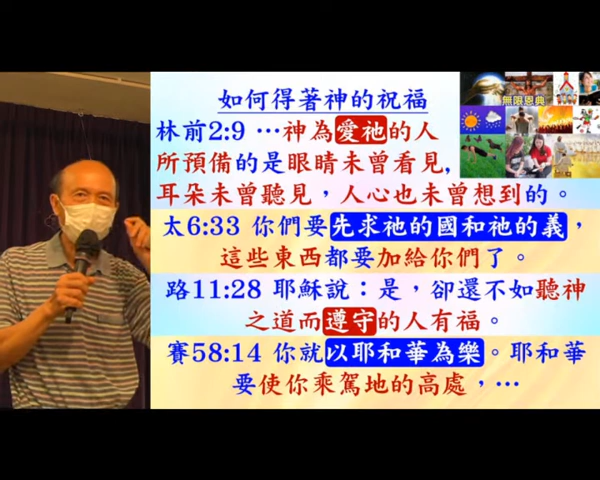 如何得著神的祝福
無限恩典
林前2:9 …神為愛祂的人
所預備的是眼睛未曾看見,
耳朵未曾聽見，人心也未曾想到的。
太6:33 你們要先求祂的國和祂的義，
這些東西都要加給你們了。
路11:28 耶穌說：是，卻還不如聽神
之道而遵守的人有福。
賽58:14 你就以耶和華為樂。耶和華
要使你乘駕地的高處，…